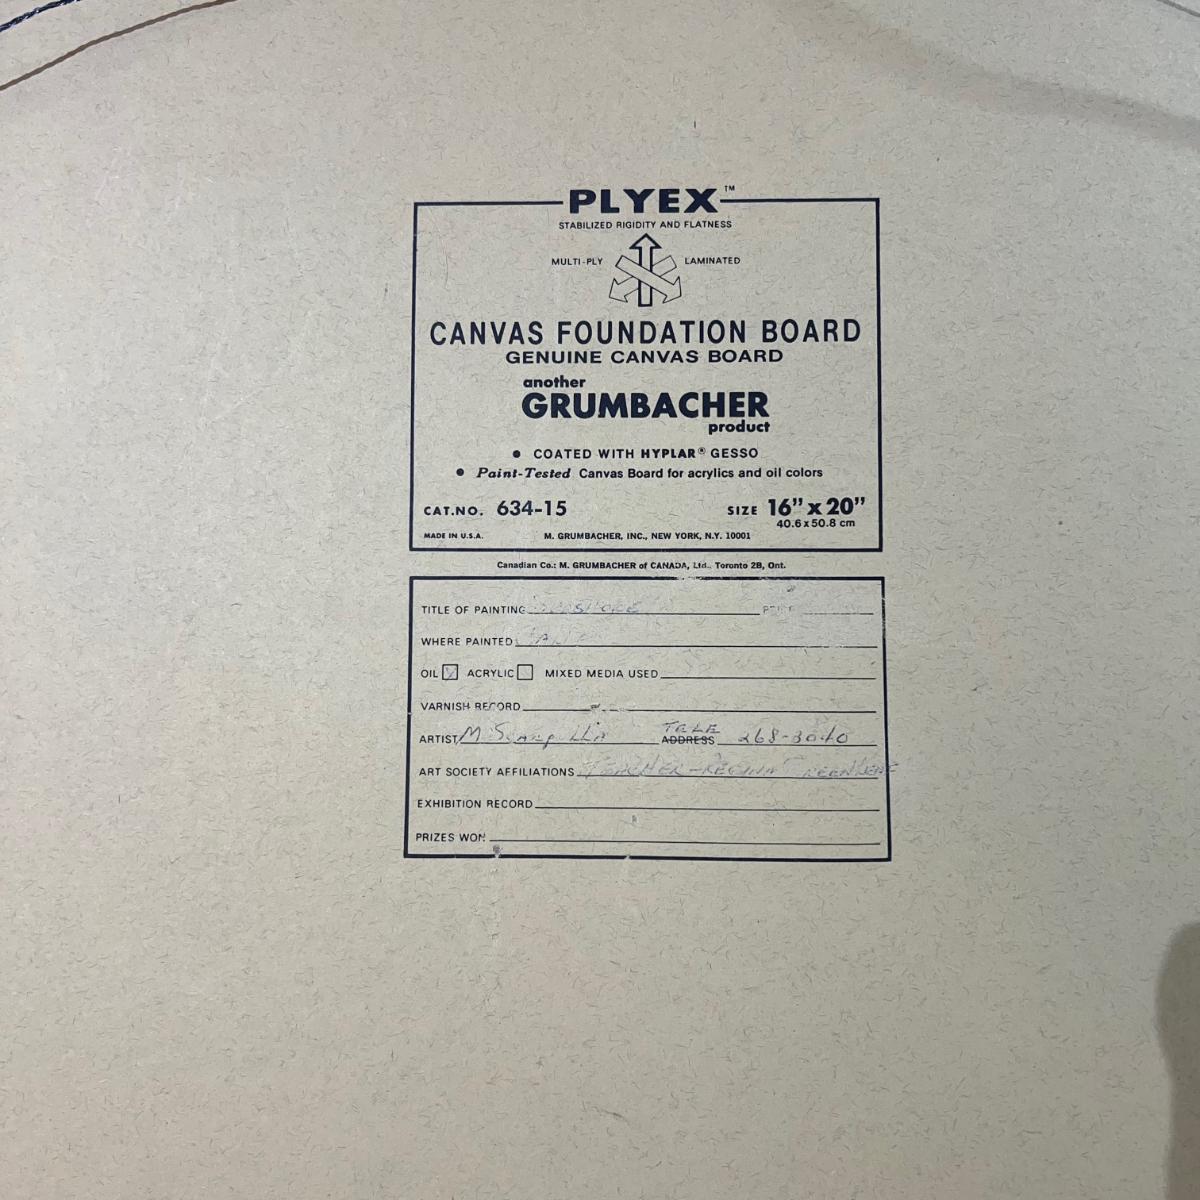 PLYEX™
STABILIZED RIGIDITY AND FLATNESS
MULTI-PLY LAMINATED
CANVAS FOUNDATION BOARD
GENUINE CANVAS BOARD
another
GRUMBACHER
product
• COATED WITH HYPLAR® GESSO
• Paint-Tested Canvas Board for acrylics and oil colors
CAT.NO. 634-15 SIZE 16" x 20"
40.6 x 50.8 cm
MADE IN U.S.A. M. GRUMBACHER, INC., NEW YORK, N.Y. 10001
Canadian Co.: M. GRUMBACHER of CANADA, Ltd., Toronto 2B, Ont.
TITLE OF PAINTING PRICE
WHERE PAINTED
OIL ACRYLIC MIXED MEDIA USED
VARNISH RECORD
TELE
ARTIST M ADDRESS 268-3040
ART SOCIETY AFFILIATIONS TEACHER-REGINA
EXHIBITION RECORD
PRIZES WON